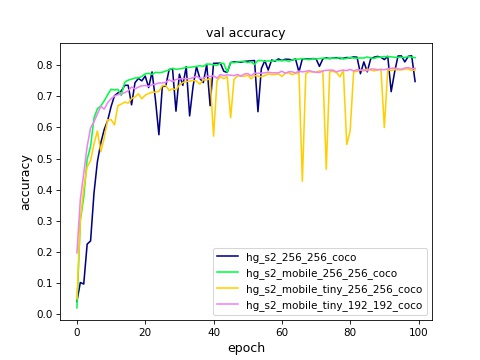 val accuracy
accuracy
0.8
0.7
0.6
0.5
0.4
0.3
0.2
0.1
0.0
hg_s2_256_256_coco
hg_s2_mobile_256_256_coco
hg_s2_mobile_tiny_256_256_coco
hg_s2_mobile_tiny_192_192_coco
0 20 40 60 80 100
epoch